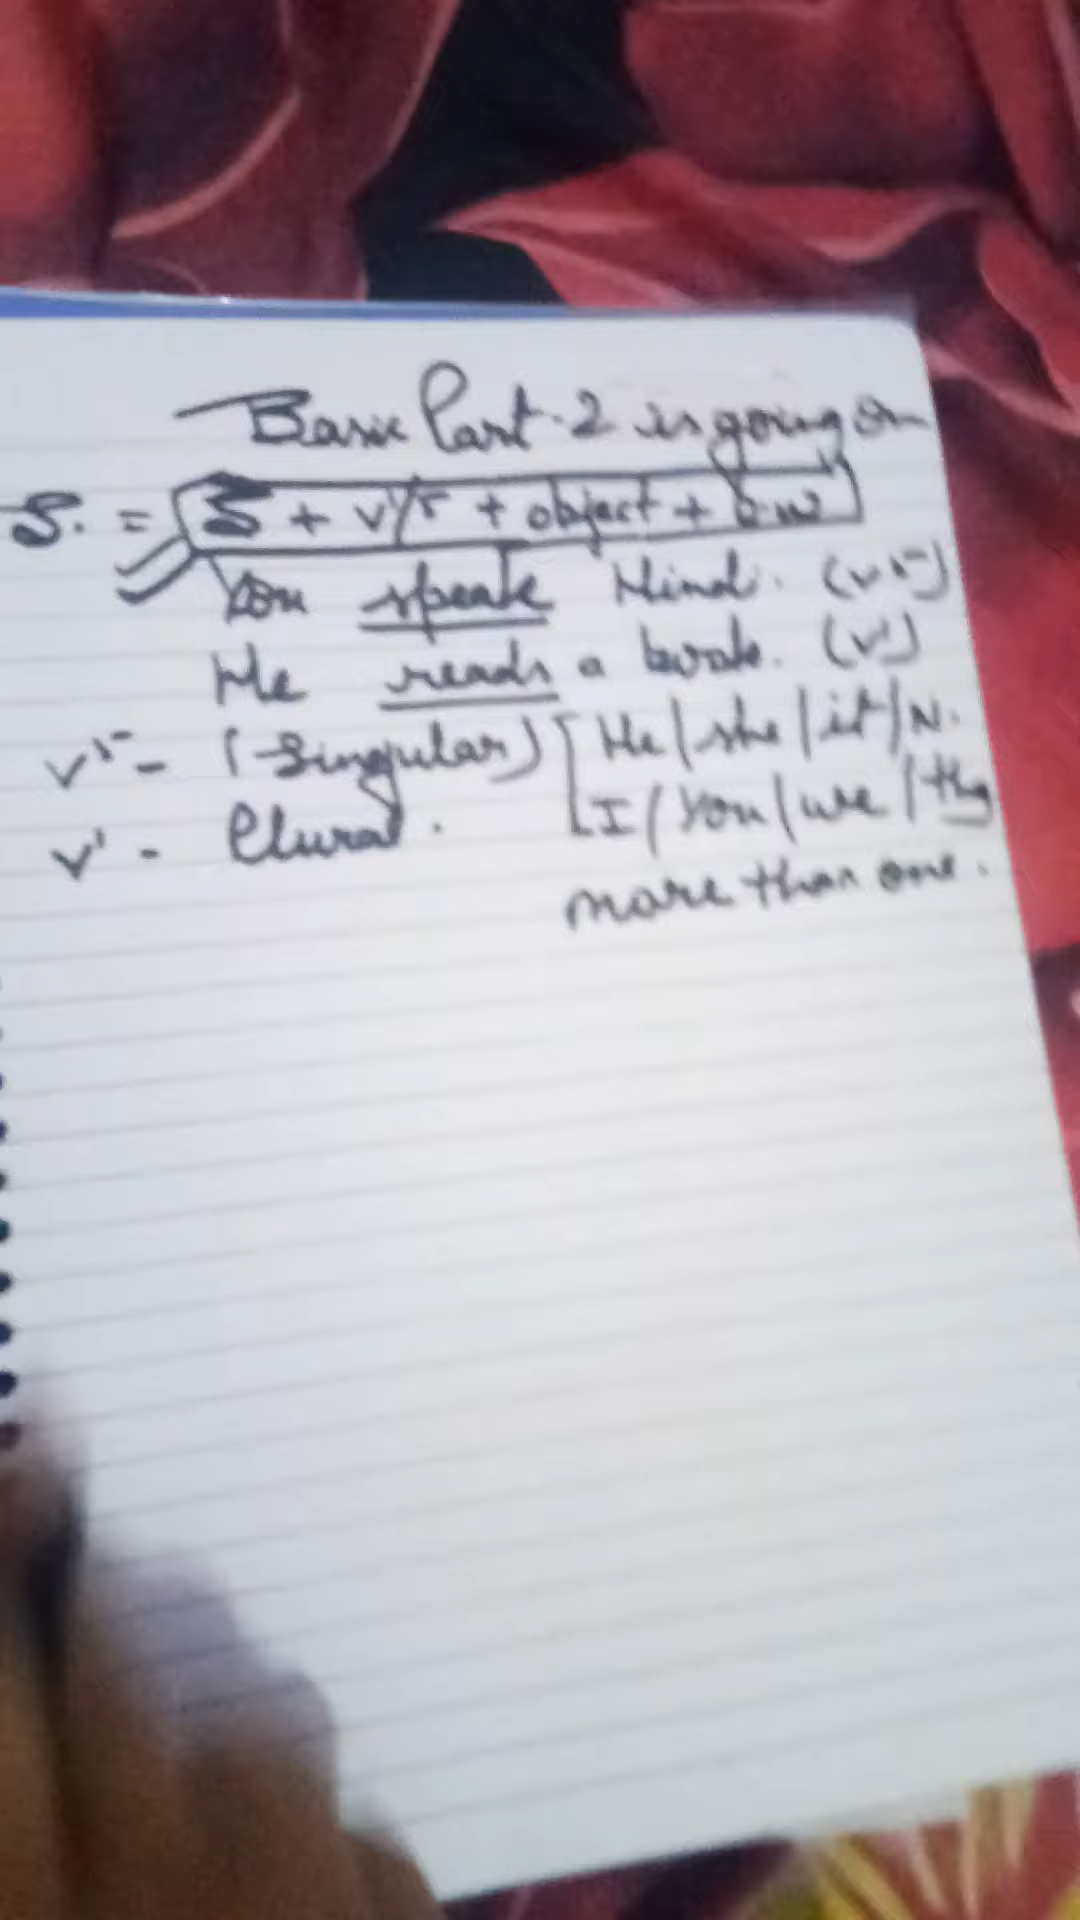 Basic Part-2 is going on
S. = S + v¹/⁵ + object + o.w
You speak Hindi. (v⁵)
He reads a book. (v¹)
v⁵ - (Singular) [He/she/it/N.
v¹ - Plural. [I/You/we/they
more than one.